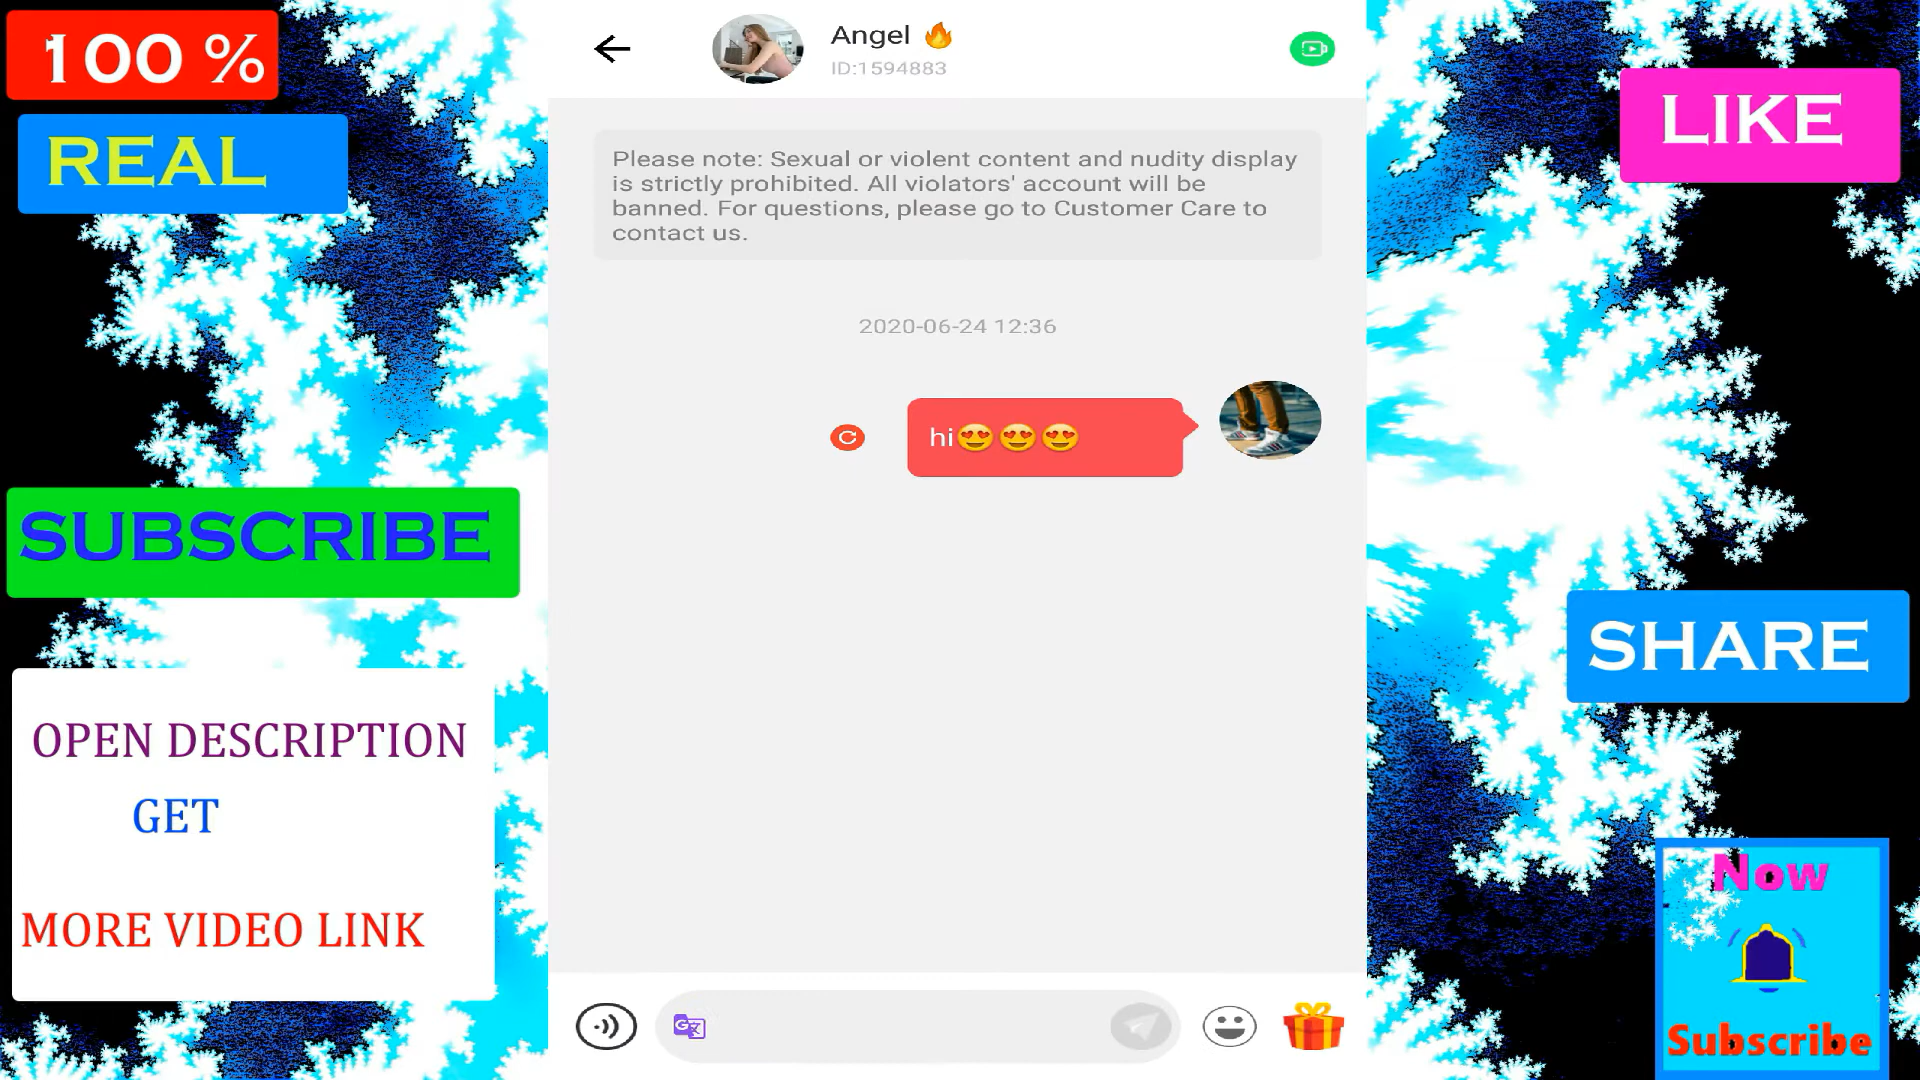 100 %
REAL
SUBSCRIBE
OPEN DESCRIPTION
GET
MORE VIDEO LINK
Angel 🔥
ID:1594883
Please note: Sexual or violent content and nudity display
is strictly prohibited. All violators' account will be
banned. For questions, please go to Customer Care to
contact us.
2020-06-24 12:36
hi😍😍😍
LIKE
SHARE
Now
Subscribe